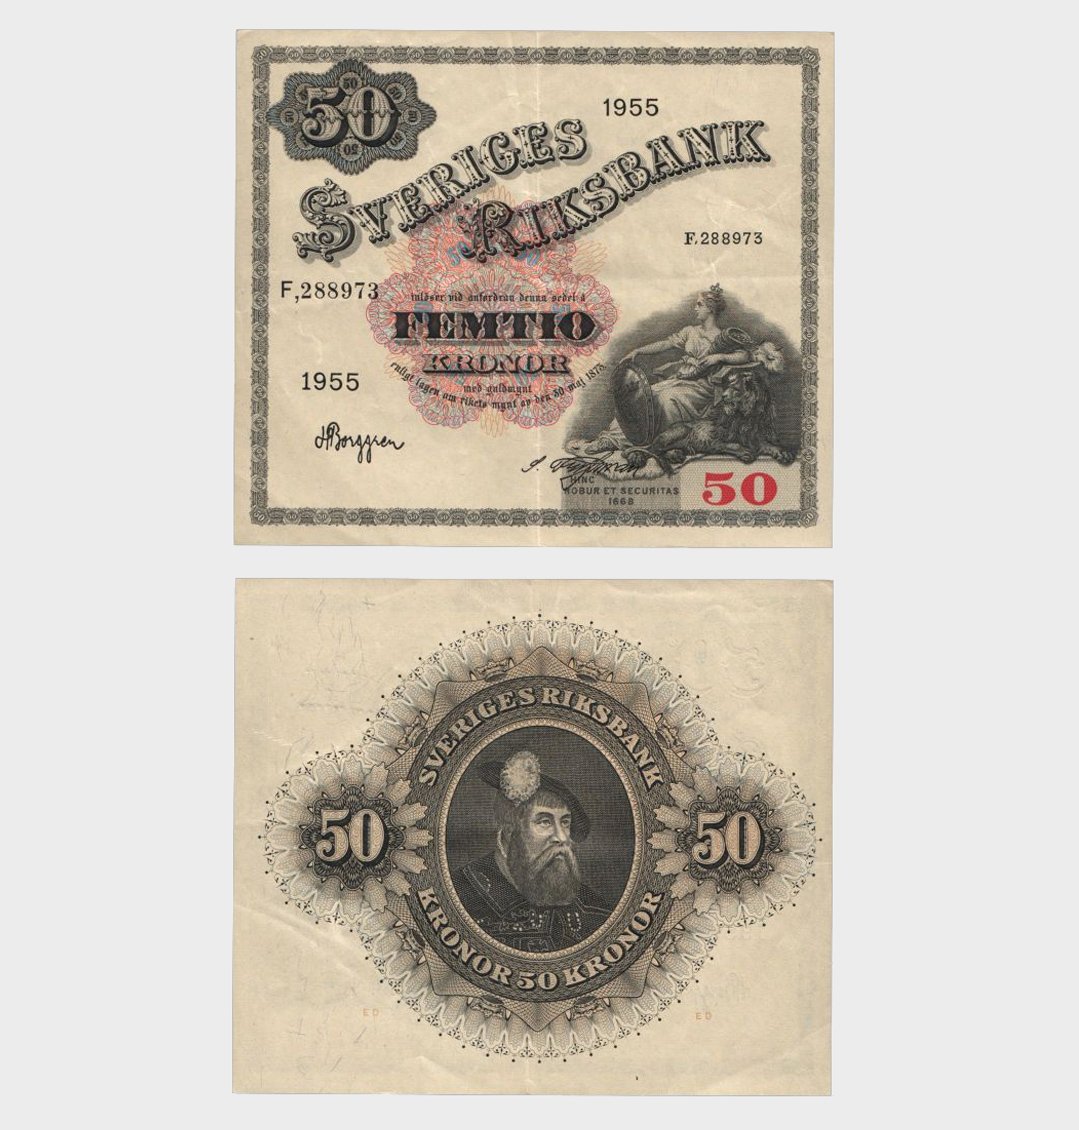 50
50
1955
SVERIGES
RIKSBANK
F,288973
F,288973
inlöser vid anfordran denna sedel å
FEMTIO
KRONOR
med guldmynt
enligt lagen om rikets mynt av den 30 maj 1873.
1955
Borggren
HINC
ROBUR ET SECURITAS
1668
50
SVERIGES RIKSBANK
50
50
KRONOR 50 KRONOR
ED
ED